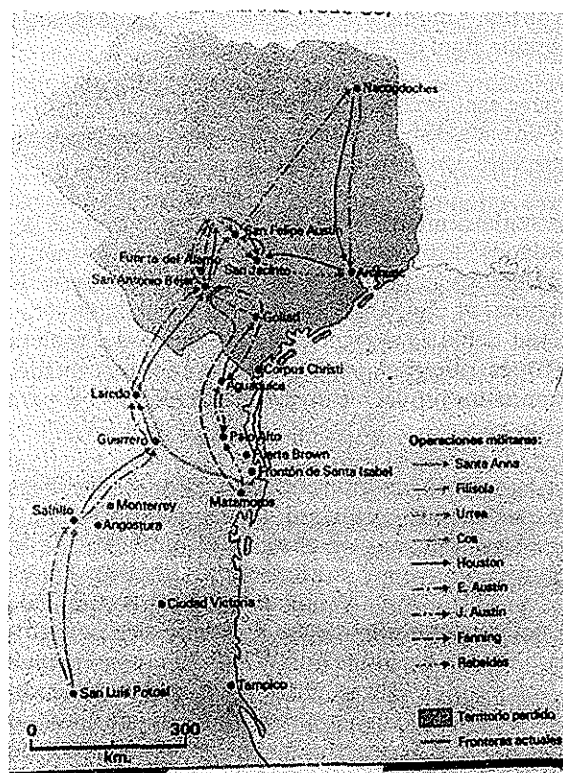 Nacogdoches
San Felipe Austin
Fuerte del Alamo
San Jacinto
San Antonio Béjar
Goliad
Corpus Christi
Laredo
Palo Alto
Guerrero
Fuerte Brown
Frontón de Santa Isabel
Matamoros
Monterrey
Saltillo
Angostura
Ciudad Victoria
San Luis Potosí
Tampico
0 300
Km.
Operaciones militares:
Santa Anna
Filisola
Urrea
Cos
Houston
E. Austin
J. Austin
Fanning
Rebeldes
Territorio perdido
Fronteras actuales